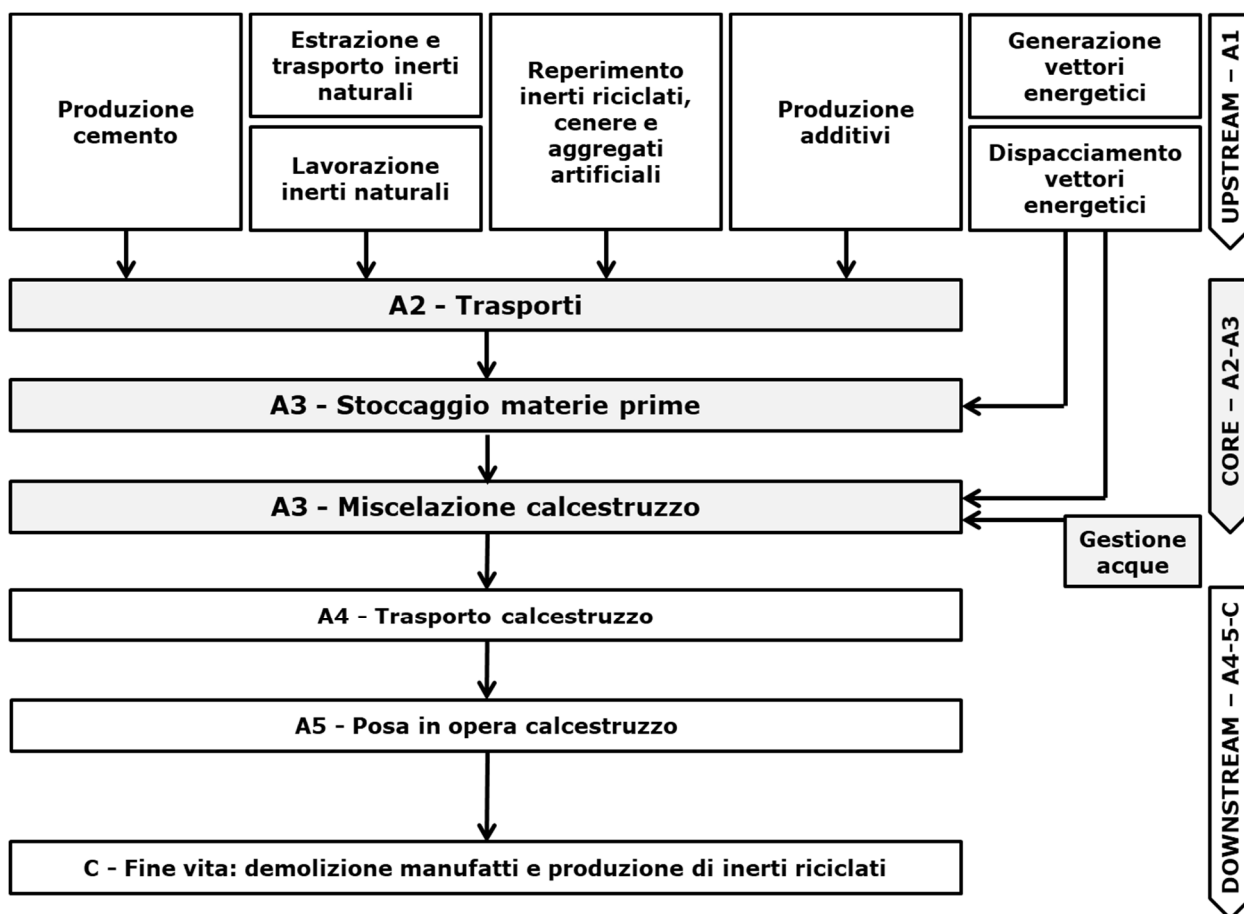 Produzione
cemento
Estrazione e
trasporto inerti
naturali
Lavorazione
inerti naturali
Reperimento
inerti riciclati,
cenere e
aggregati
artificiali
Produzione
additivi
Generazione
vettori
energetici
Dispacciamento
vettori
energetici
UPSTREAM – A1
A2 – Trasporti
A3 – Stoccaggio materie prime
A3 – Miscelazione calcestruzzo
Gestione
acque
CORE – A2-A3
A4 – Trasporto calcestruzzo
A5 – Posa in opera calcestruzzo
C – Fine vita: demolizione manufatti e produzione di inerti riciclati
DOWNSTREAM – A4-5-C